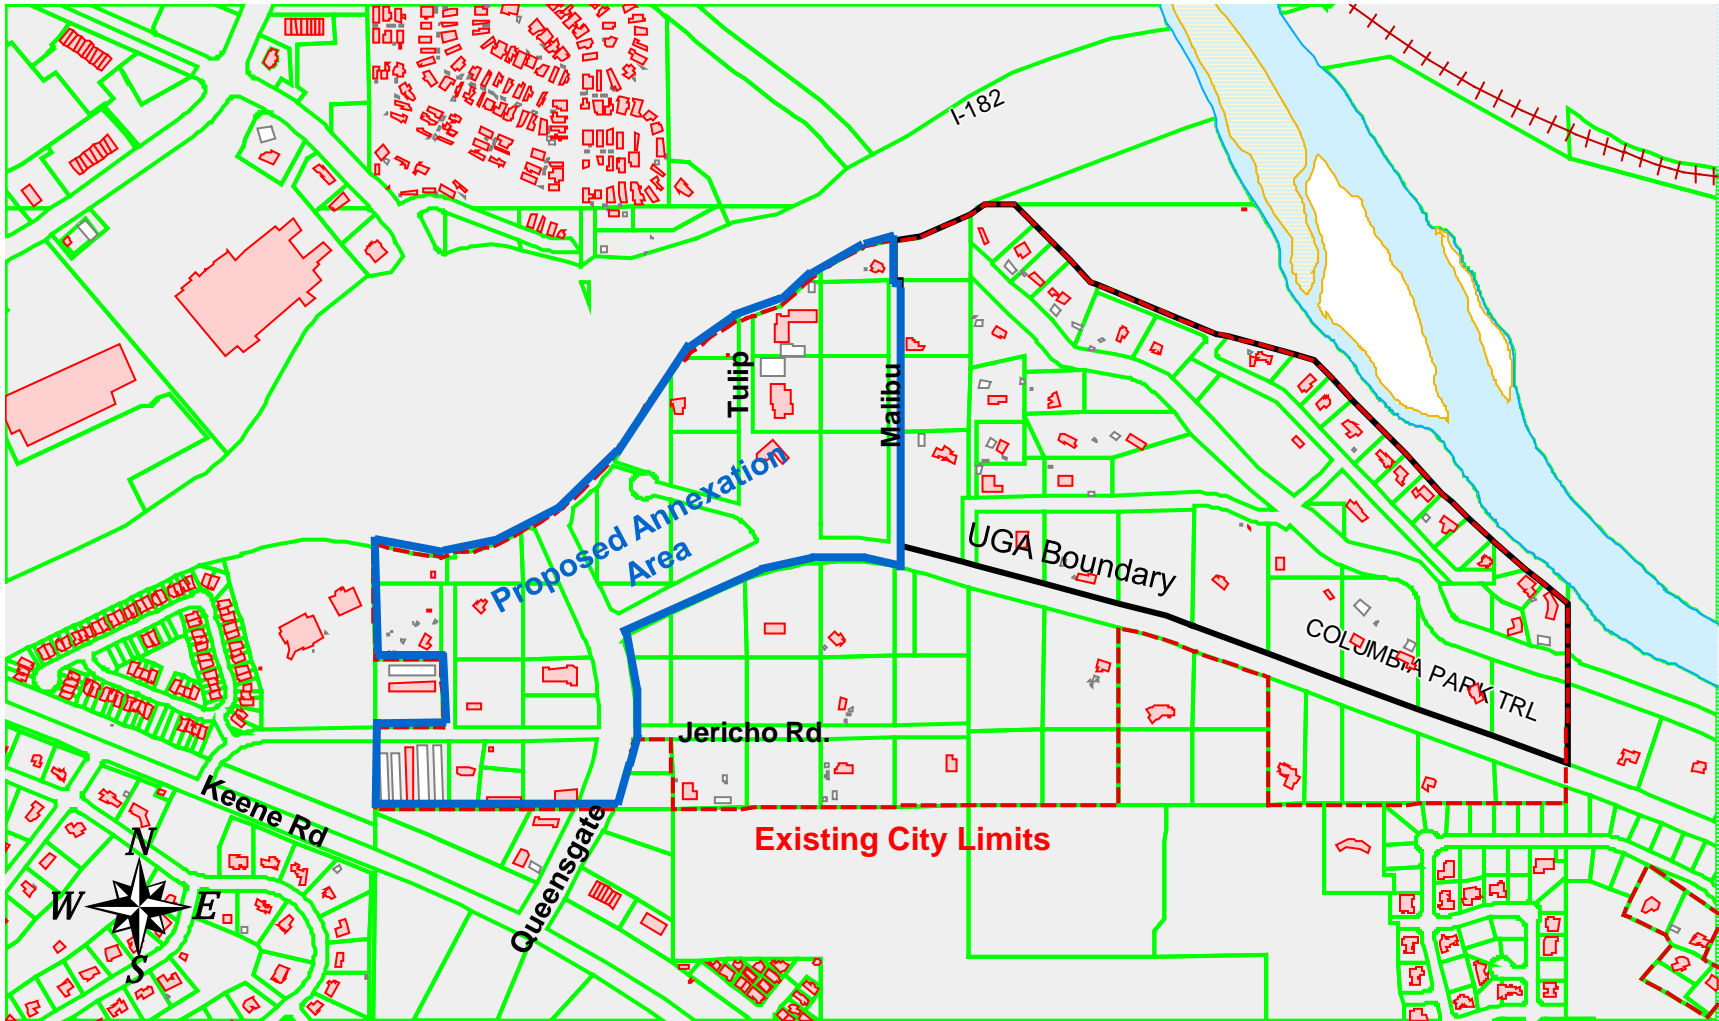 I-182
Tulip
Malibu
Proposed Annexation
Area
UGA Boundary
COLUMBIA PARK TRL
Jericho Rd.
Keene Rd
Existing City Limits
Queensgate
N
W E
S